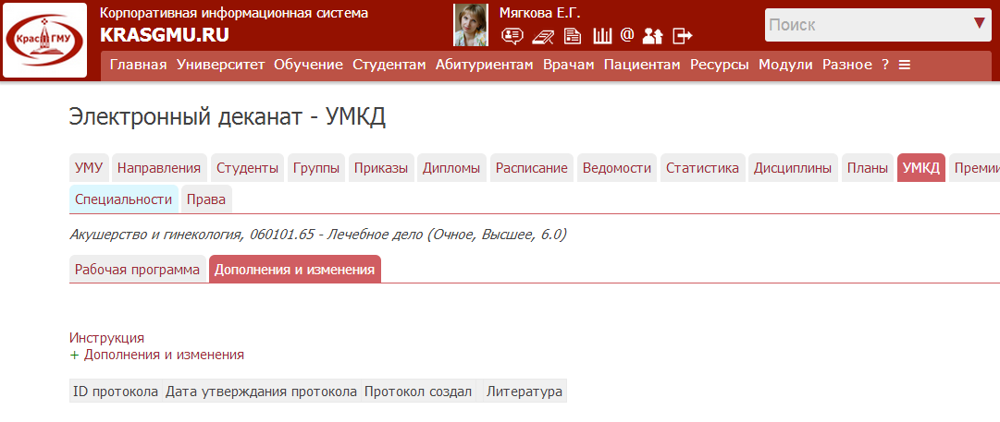 Корпоративная информационная система
Мягкова Е.Г.
КрасГМУ
KRASGMU.RU
@
Поиск
Главная Университет Обучение Студентам Абитуриентам Врачам Пациентам Ресурсы Модули Разное ?
Электронный деканат - УМКД
УМУ Направления Студенты Группы Приказы Дипломы Расписание Ведомости Статистика Дисциплины Планы УМКД Премии
Специальности Права
Акушерство и гинекология, 060101.65 - Лечебное дело (Очное, Высшее, 6.0)
Рабочая программа Дополнения и изменения
Инструкция
+ Дополнения и изменения
ID протокола Дата утверждания протокола Протокол создал Литература